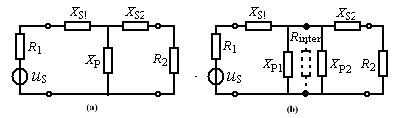 X_S1 X_S2
R_1 X_P R_2
u_S
(a)
X_S1 X_S2
R_inter
R_1 X_P1 X_P2 R_2
u_S
(b)